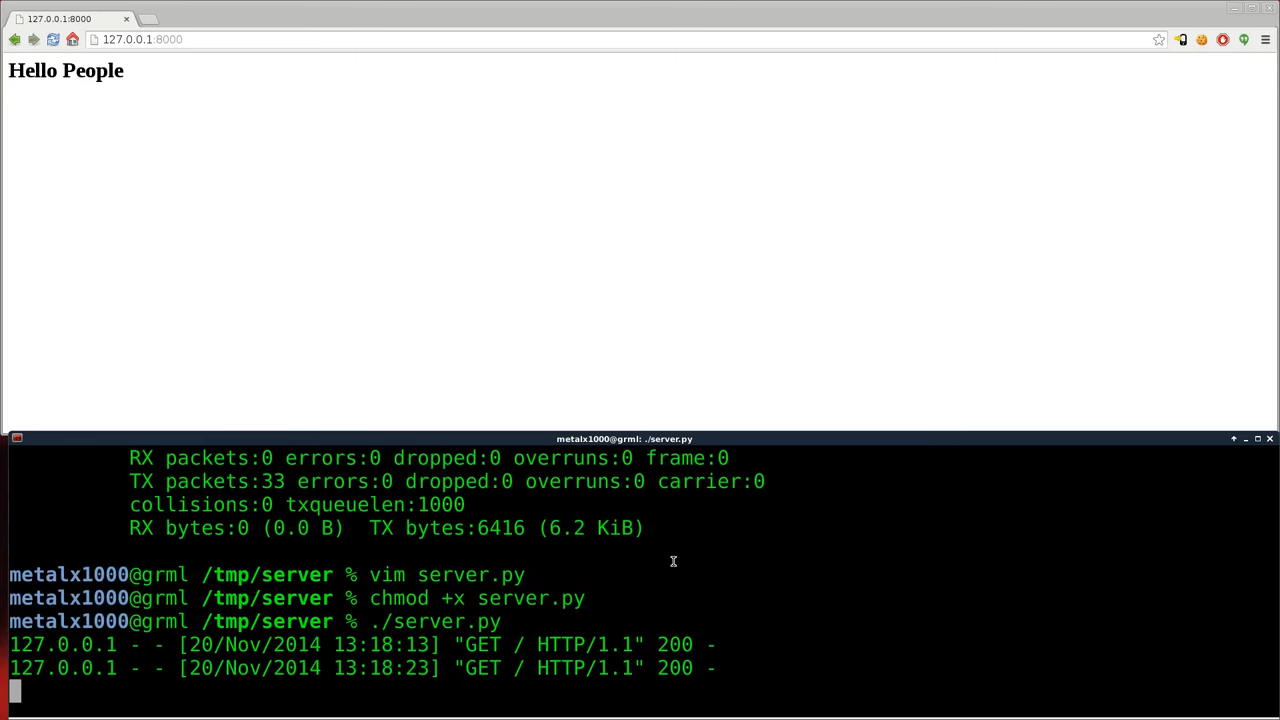 127.0.0.1:8000
127.0.0.1:8000
Hello People
metalx1000@grml: ./server.py
RX packets:0 errors:0 dropped:0 overruns:0 frame:0
TX packets:33 errors:0 dropped:0 overruns:0 carrier:0
collisions:0 txqueuelen:1000
RX bytes:0 (0.0 B)  TX bytes:6416 (6.2 KiB)
metalx1000@grml /tmp/server % vim server.py
metalx1000@grml /tmp/server % chmod +x server.py
metalx1000@grml /tmp/server % ./server.py
127.0.0.1 - - [20/Nov/2014 13:18:13] "GET / HTTP/1.1" 200 -
127.0.0.1 - - [20/Nov/2014 13:18:23] "GET / HTTP/1.1" 200 -